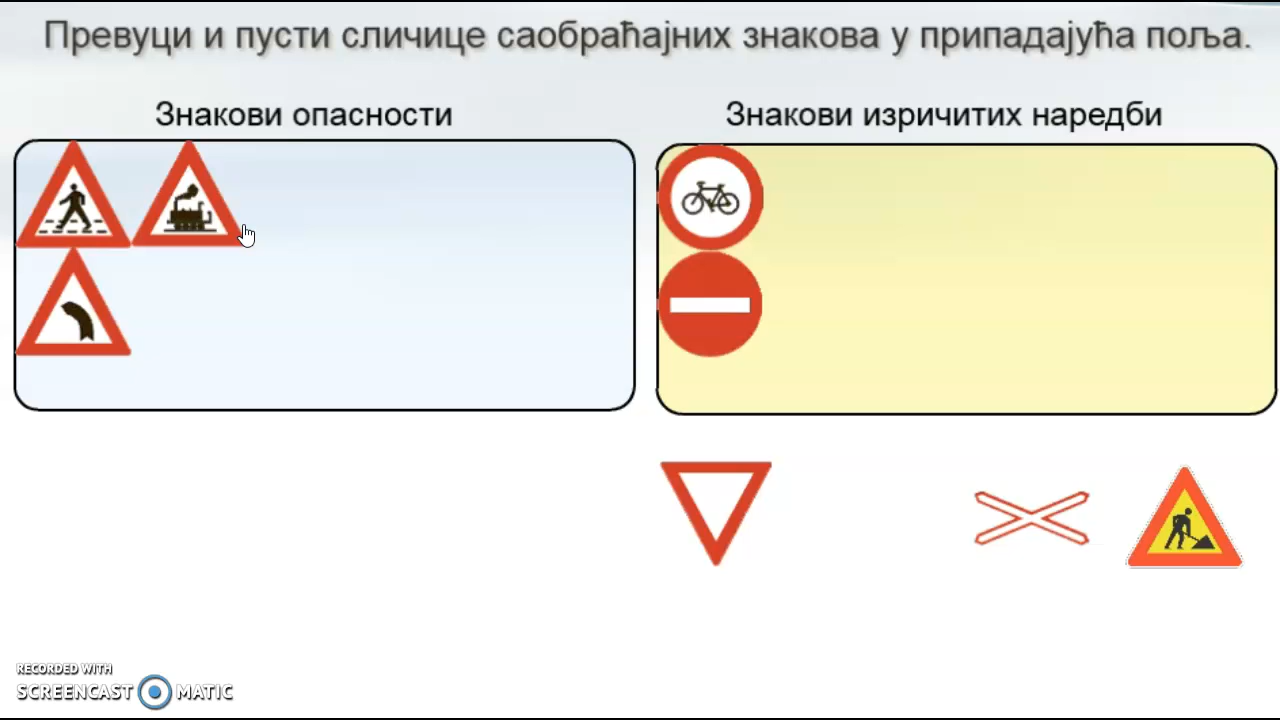 Превуци и пусти сличице саобраћајних знакова у припадајућа поља.
Знакови опасности
Знакови изричитих наредби
RECORDED WITH
SCREENCAST MATIC